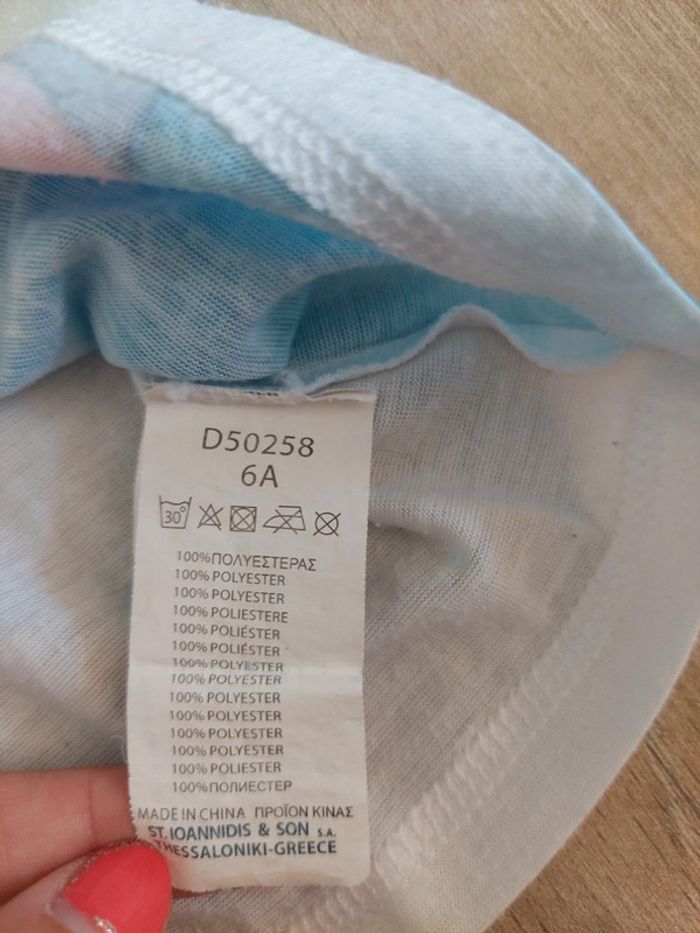 D50258
6A
30°
100%ΠΟΛΥΕΣΤΕΡΑΣ
100% POLYESTER
100% POLYESTER
100% POLIESTERE
100% POLIÉSTER
100% POLIÉSTER
100% POLYESTER
100% POLYESTER
100% POLYESTER
100% POLYESTER
100% POLYESTER
100% POLYESTER
100% POLIESTER
100%ПОЛИЕСТЕР
MADE IN CHINA ΠΡΟΪΟΝ ΚΙΝΑΣ
ST. IOANNIDIS & SON S.A.
THESSALONIKI-GREECE